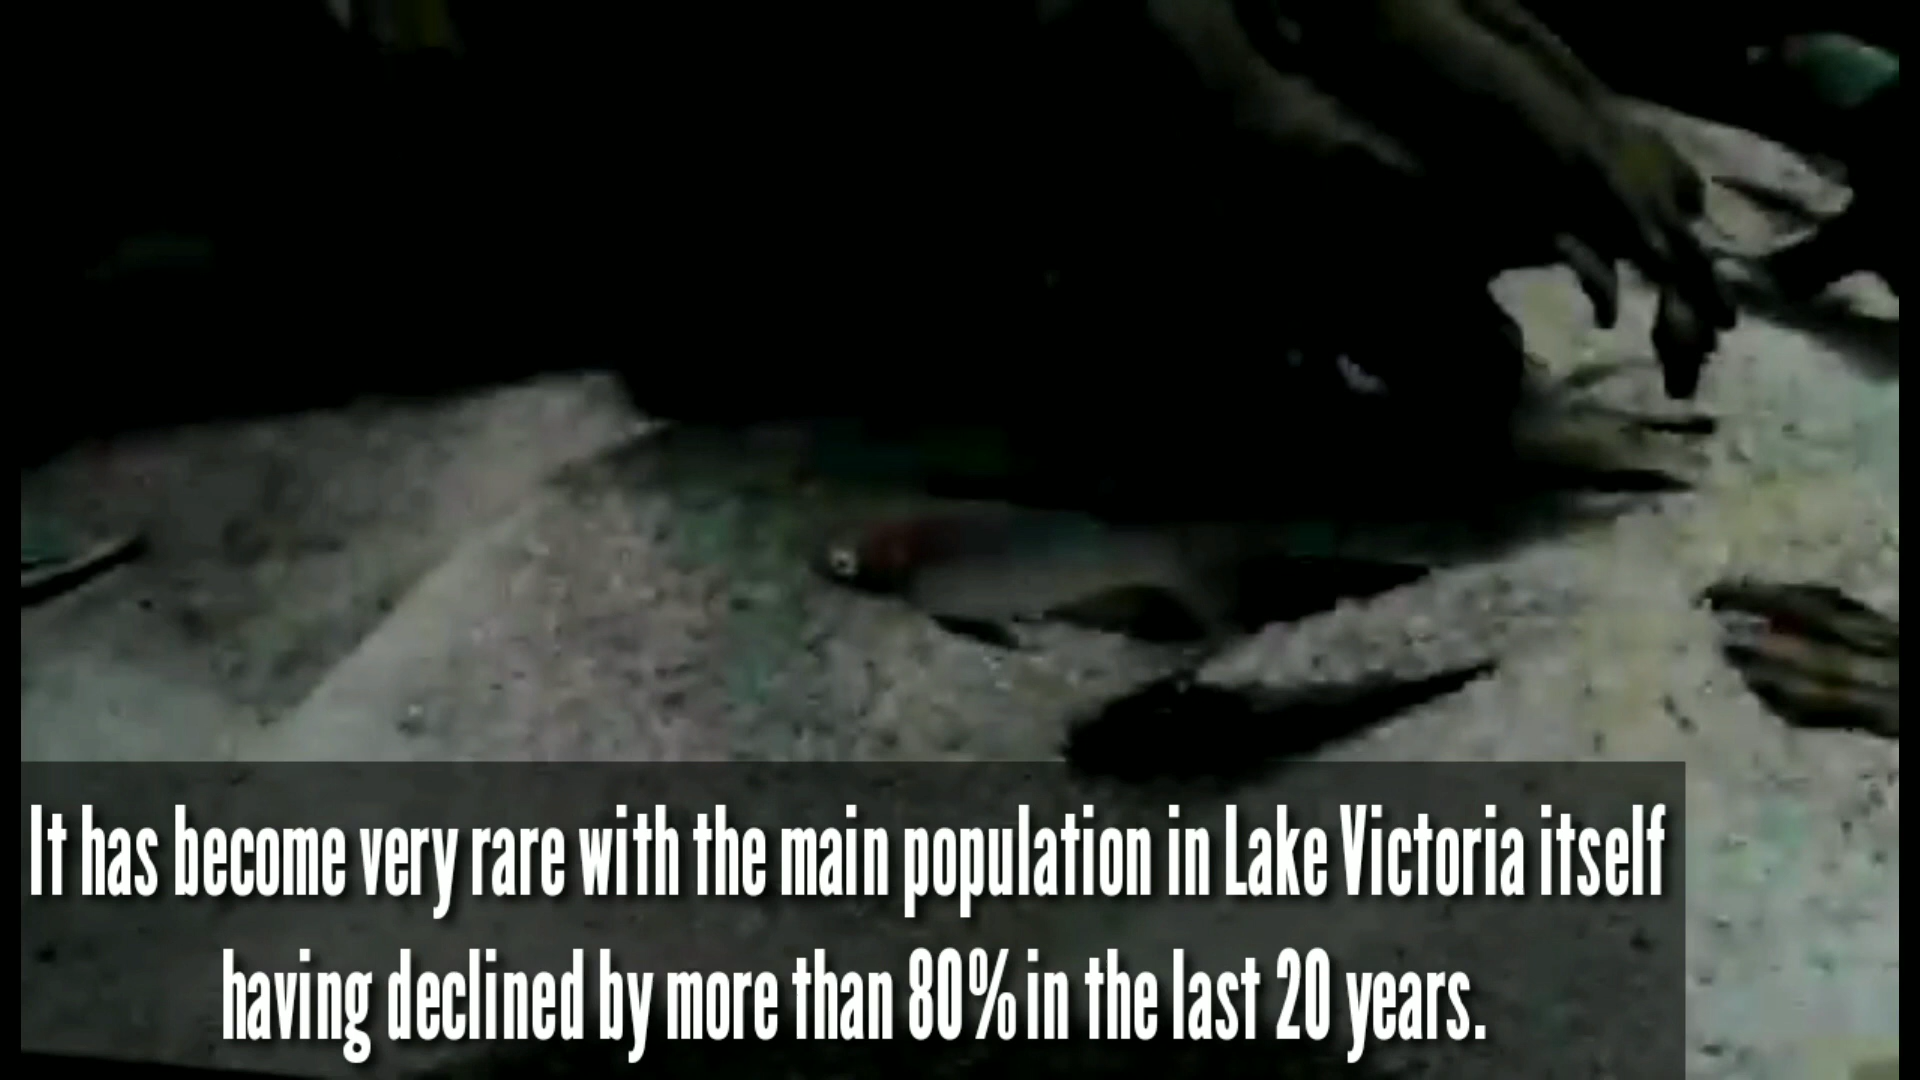 It has become very rare with the main population in Lake Victoria itself
having declined by more than 80% in the last 20 years.